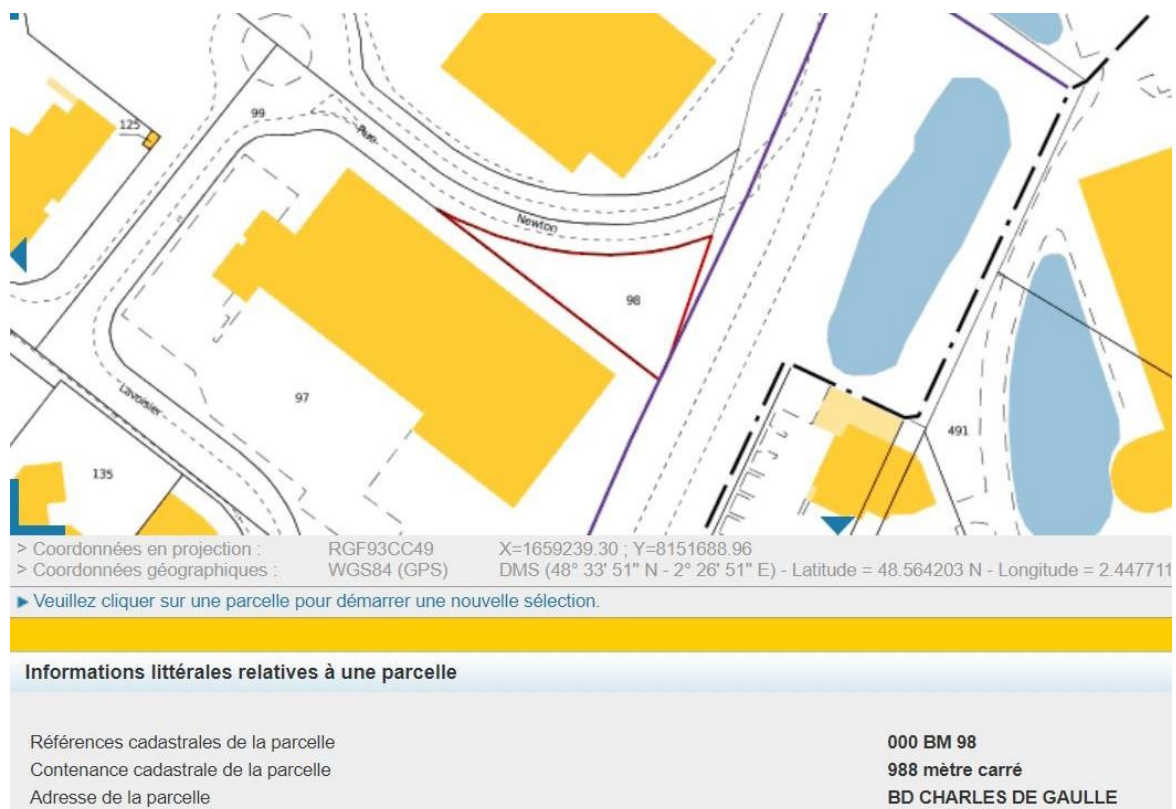 125
99
Rue
Newton
98
97
Lavoisier
135
491
> Coordonnées en projection : RGF93CC49 X=1659239.30 ; Y=8151688.96
> Coordonnées géographiques : WGS84 (GPS) DMS (48° 33' 51" N - 2° 26' 51" E) - Latitude = 48.564203 N - Longitude = 2.447711
Veuillez cliquer sur une parcelle pour démarrer une nouvelle sélection.
Informations littérales relatives à une parcelle
Références cadastrales de la parcelle 000 BM 98
Contenance cadastrale de la parcelle 988 mètre carré
Adresse de la parcelle BD CHARLES DE GAULLE